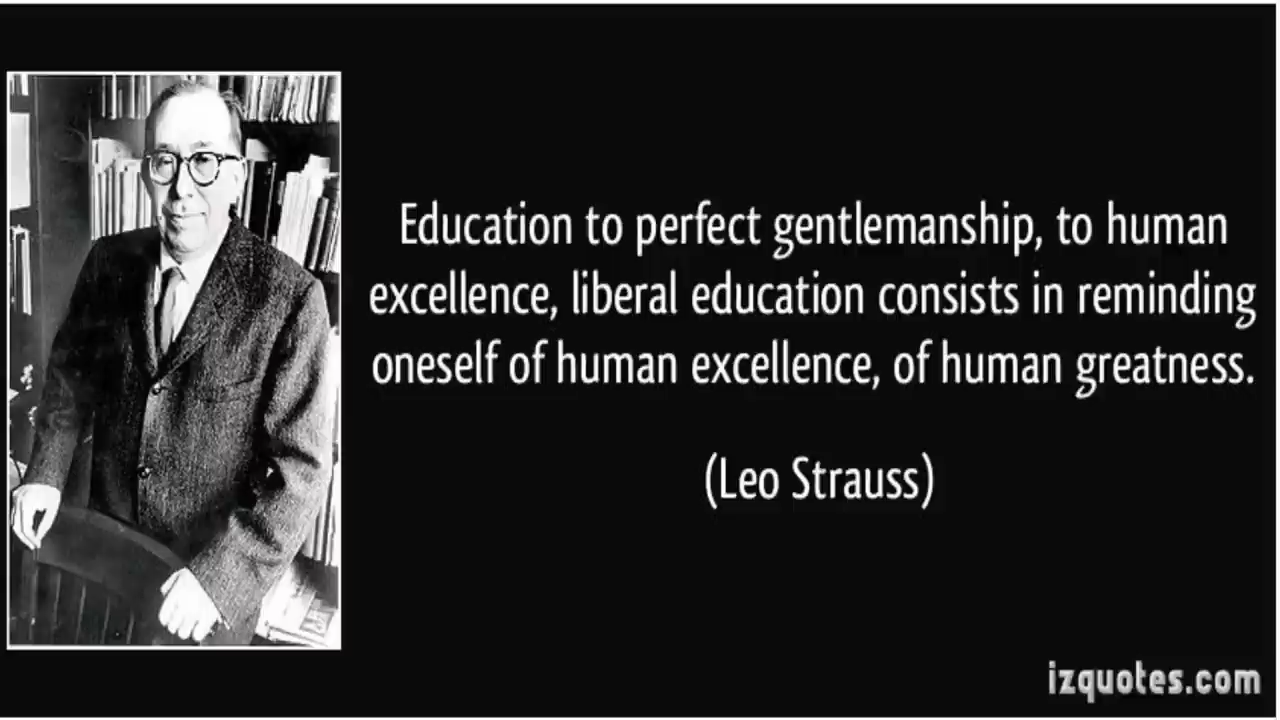 Education to perfect gentlemanship, to human
excellence, liberal education consists in reminding
oneself of human excellence, of human greatness.
(Leo Strauss)
izquotes.com